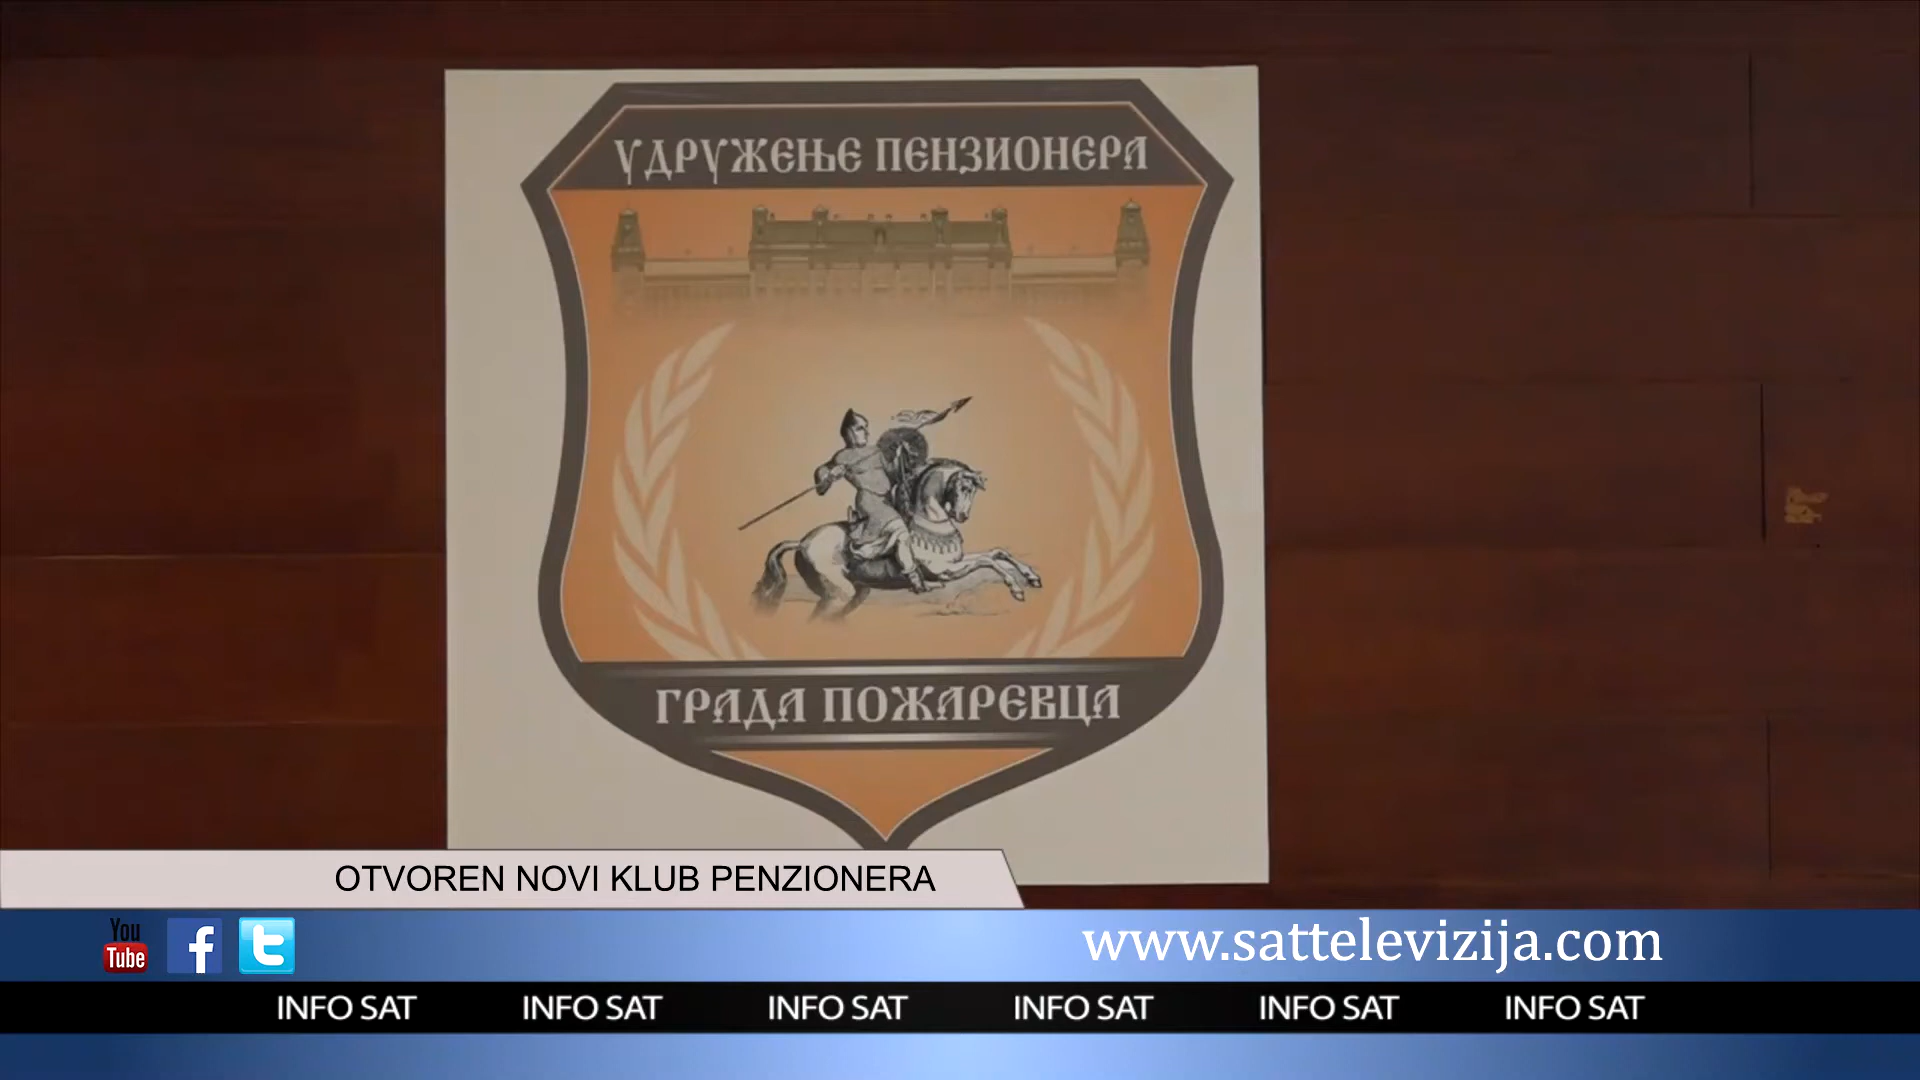 УДРУЖЕЊЕ ПЕНЗИОНЕРА
ГРАДА ПОЖАРЕВЦА
OTVOREN NOVI KLUB PENZIONERA
You
Tube
f
t
www.sattelevizija.com
INFO SAT INFO SAT INFO SAT INFO SAT INFO SAT INFO SAT